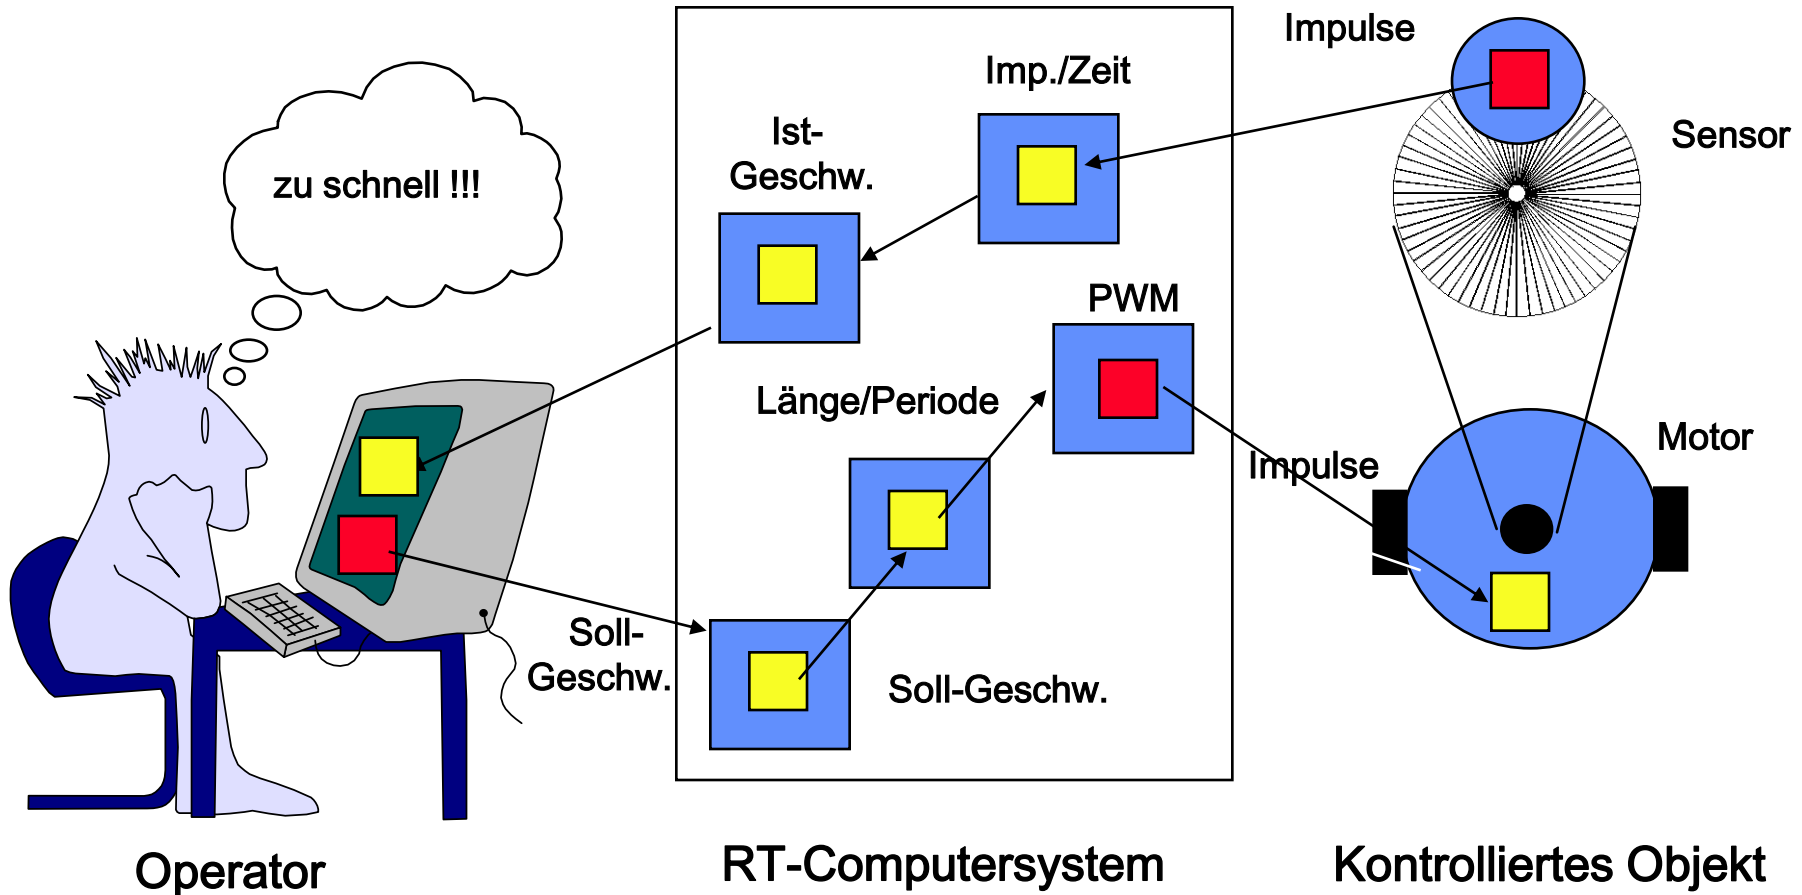 Impulse
Imp./Zeit
Ist-
Geschw.
Sensor
zu schnell !!!
PWM
Länge/Periode
Motor
Impulse
Soll-
Geschw.
Soll-Geschw.
Operator
RT-Computersystem
Kontrolliertes Objekt